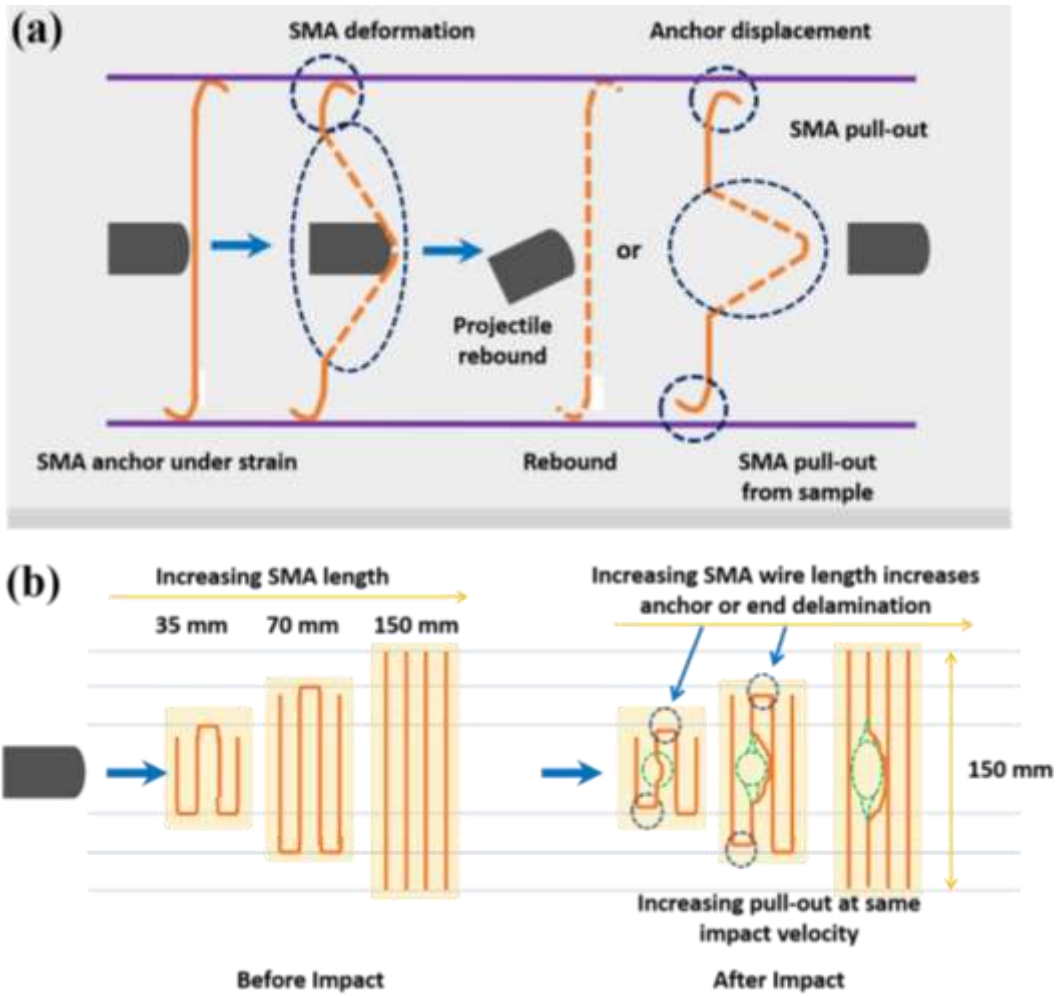 (a)
SMA deformation
Anchor displacement
SMA pull-out
Projectile
rebound
or
SMA anchor under strain
Rebound
SMA pull-out
from sample
(b)
Increasing SMA length
35 mm
70 mm
150 mm
Increasing SMA wire length increases
anchor or end delamination
150 mm
Increasing pull-out at same
impact velocity
Before Impact
After Impact